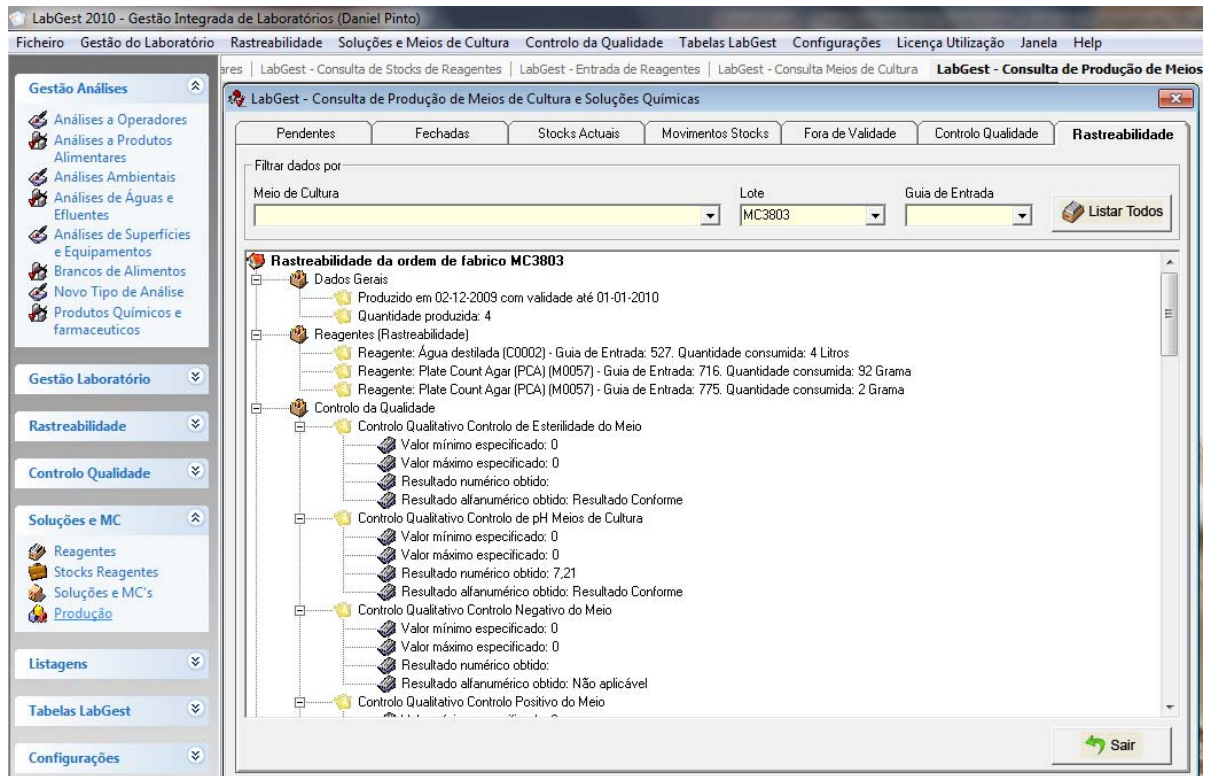 LabGest 2010 - Gestão Integrada de Laboratórios (Daniel Pinto)
Ficheiro Gestão do Laboratório Rastreabilidade Soluções e Meios de Cultura Controlo da Qualidade Tabelas LabGest Configurações Licença Utilização Janela Help
ares | LabGest - Consulta de Stocks de Reagentes | LabGest - Entrada de Reagentes | LabGest - Consulta Meios de Cultura LabGest - Consulta de Produção de Meios
Gestão Análises
Análises a Operadores
Análises a Produtos
Alimentares
Análises Ambientais
Análises de Águas e
Efluentes
Análises de Superfícies
e Equipamentos
Brancos de Alimentos
Novo Tipo de Análise
Produtos Químicos e
farmaceuticos
Gestão Laboratório
Rastreabilidade
Controlo Qualidade
Soluções e MC
Reagentes
Stocks Reagentes
Soluções e MC's
Produção
Listagens
Tabelas LabGest
Configurações
LabGest - Consulta de Produção de Meios de Cultura e Soluções Químicas
Pendentes Fechadas Stocks Actuais Movimentos Stocks Fora de Validade Controlo Qualidade Rastreabilidade
Filtrar dados por
Meio de Cultura Lote Guia de Entrada
MC3803 Listar Todos
Rastreabilidade da ordem de fabrico MC3803
Dados Gerais
Produzido em 02-12-2009 com validade até 01-01-2010
Quantidade produzida: 4
Reagentes (Rastreabilidade)
Reagente: Água destilada (C0002) - Guia de Entrada: 527. Quantidade consumida: 4 Litros
Reagente: Plate Count Agar (PCA) (M0057) - Guia de Entrada: 716. Quantidade consumida: 92 Grama
Reagente: Plate Count Agar (PCA) (M0057) - Guia de Entrada: 775. Quantidade consumida: 2 Grama
Controlo da Qualidade
Controlo Qualitativo Controlo de Esterilidade do Meio
Valor mínimo especificado: 0
Valor máximo especificado: 0
Resultado numérico obtido:
Resultado alfanumérico obtido: Resultado Conforme
Controlo Qualitativo Controlo de pH Meios de Cultura
Valor mínimo especificado: 0
Valor máximo especificado: 0
Resultado numérico obtido: 7,21
Resultado alfanumérico obtido: Resultado Conforme
Controlo Qualitativo Controlo Negativo do Meio
Valor mínimo especificado: 0
Valor máximo especificado: 0
Resultado numérico obtido:
Resultado alfanumérico obtido: Não aplicável
Controlo Qualitativo Controlo Positivo do Meio
Sair